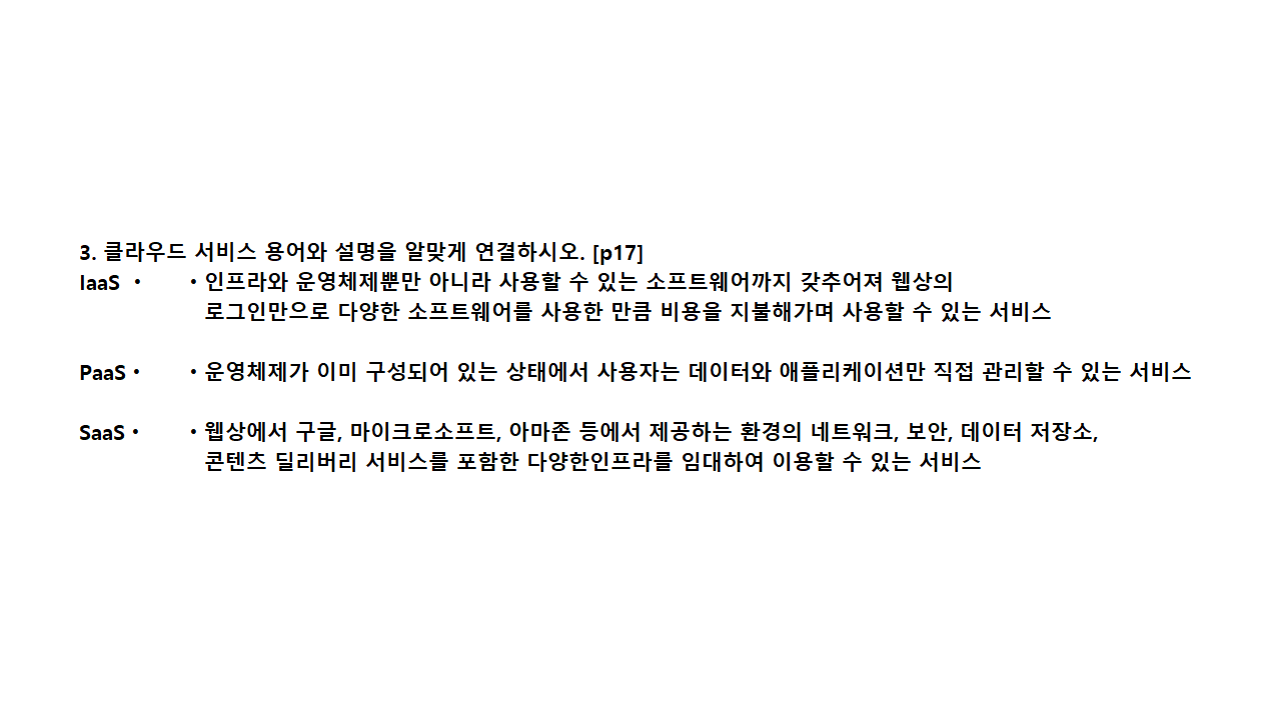 3. 클라우드 서비스 용어와 설명을 알맞게 연결하시오. [p17]
IaaS • • 인프라와 운영체제뿐만 아니라 사용할 수 있는 소프트웨어까지 갖추어져 웹상의
로그인만으로 다양한 소프트웨어를 사용한 만큼 비용을 지불해가며 사용할 수 있는 서비스
PaaS • • 운영체제가 이미 구성되어 있는 상태에서 사용자는 데이터와 애플리케이션만 직접 관리할 수 있는 서비스
SaaS • • 웹상에서 구글, 마이크로소프트, 아마존 등에서 제공하는 환경의 네트워크, 보안, 데이터 저장소,
콘텐츠 딜리버리 서비스를 포함한 다양한인프라를 임대하여 이용할 수 있는 서비스